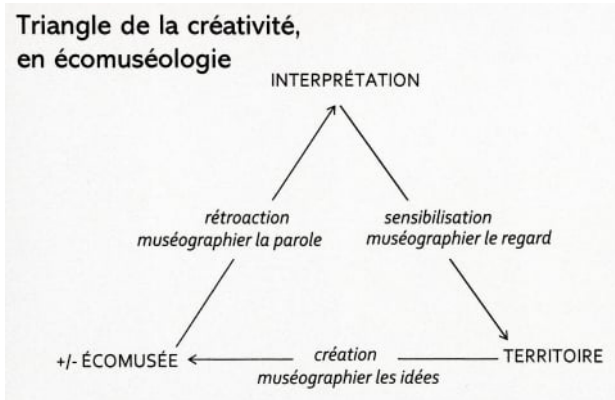 Triangle de la créativité,
en écomuséologie
INTERPRÉTATION
rétroaction
muséographier la parole
sensibilisation
muséographier le regard
+/- ÉCOMUSÉE
création
muséographier les idées
TERRITOIRE